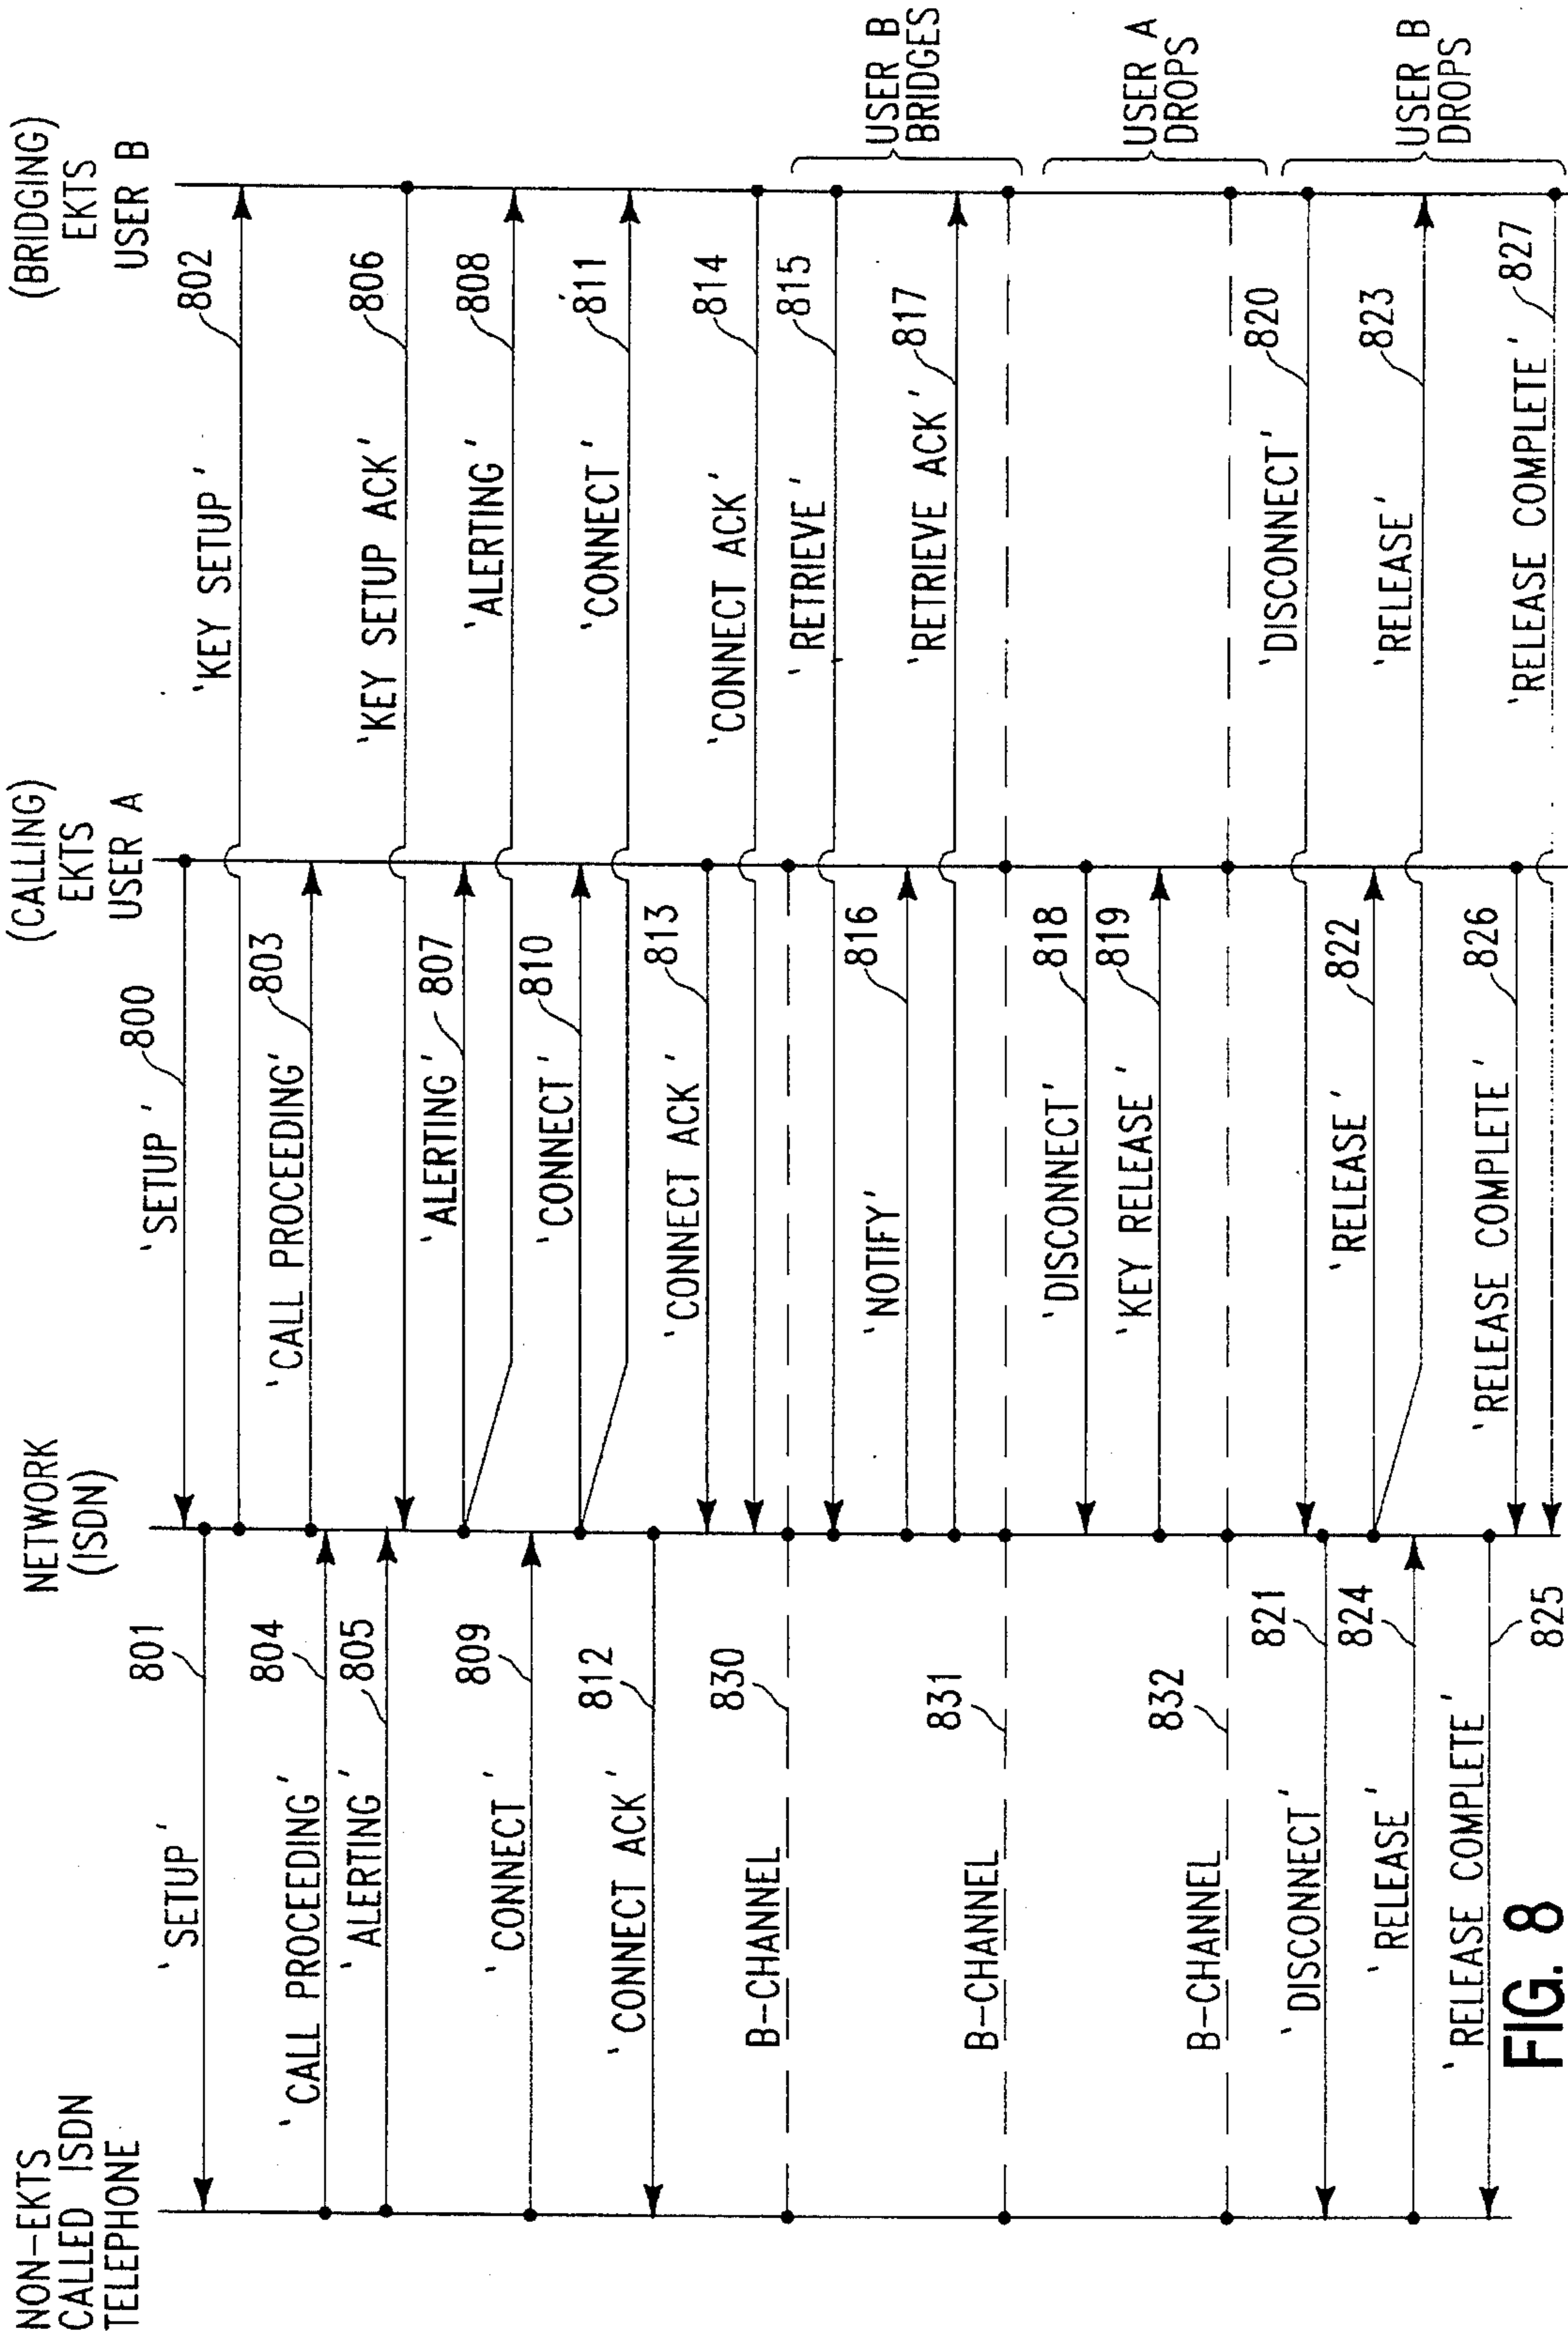 NON-EKTS
CALLED ISDN
TELEPHONE
NETWORK
(ISDN)
(CALLING)
EKTS
USER A
(BRIDGING)
EKTS
USER B
'SETUP' 800
'SETUP' 801
'KEY SETUP' 802
'CALL PROCEEDING' 803
'CALL PROCEEDING' 804
'ALERTING' 805
'KEY SETUP ACK' 806
'ALERTING' 807
'ALERTING' 808
'CONNECT' 809
'CONNECT' 810
'CONNECT' 811
'CONNECT ACK' 812
'CONNECT ACK' 813
'CONNECT ACK' 814
B-CHANNEL 830
'RETRIEVE' 815
'NOTIFY' 816
'RETRIEVE ACK' 817
B-CHANNEL 831
USER B
BRIDGES
'DISCONNECT' 818
'KEY RELEASE' 819
B-CHANNEL 832
USER A
DROPS
'DISCONNECT' 820
'DISCONNECT' 821
'RELEASE' 822
'RELEASE' 823
'RELEASE' 824
'RELEASE COMPLETE' 825
'RELEASE COMPLETE' 826
'RELEASE COMPLETE' 827
USER B
DROPS
FIG. 8